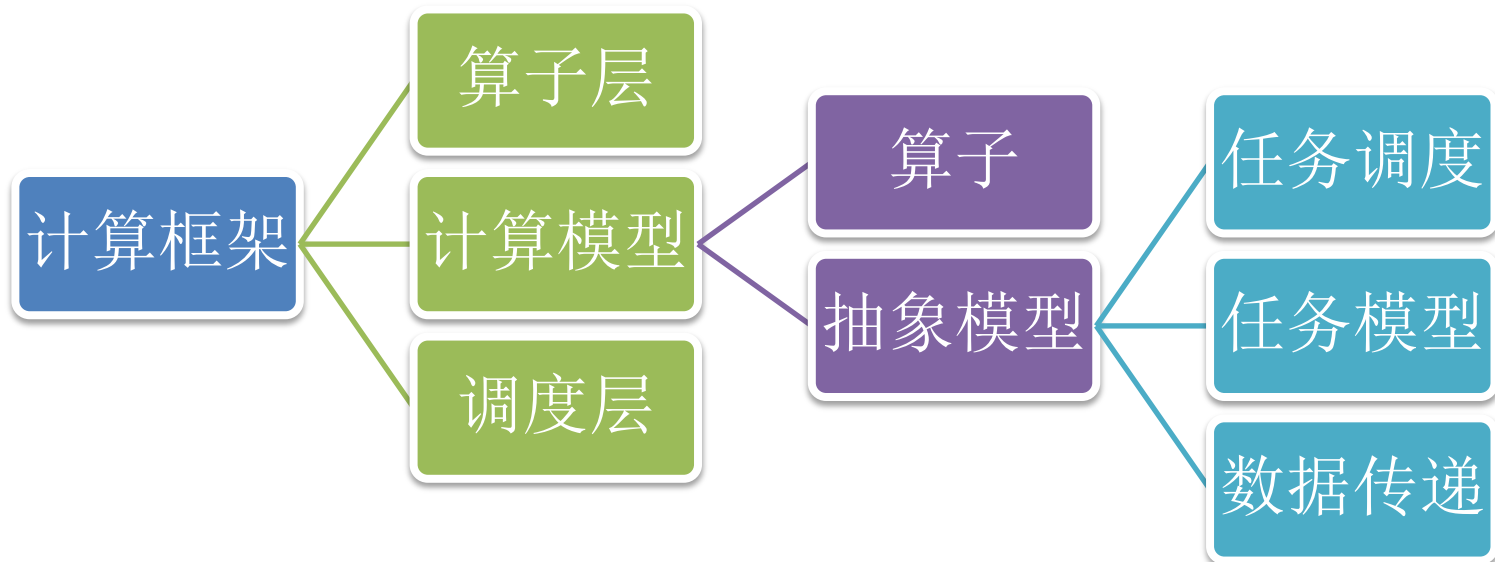 计算框架
算子层
计算模型
调度层
算子
抽象模型
任务调度
任务模型
数据传递